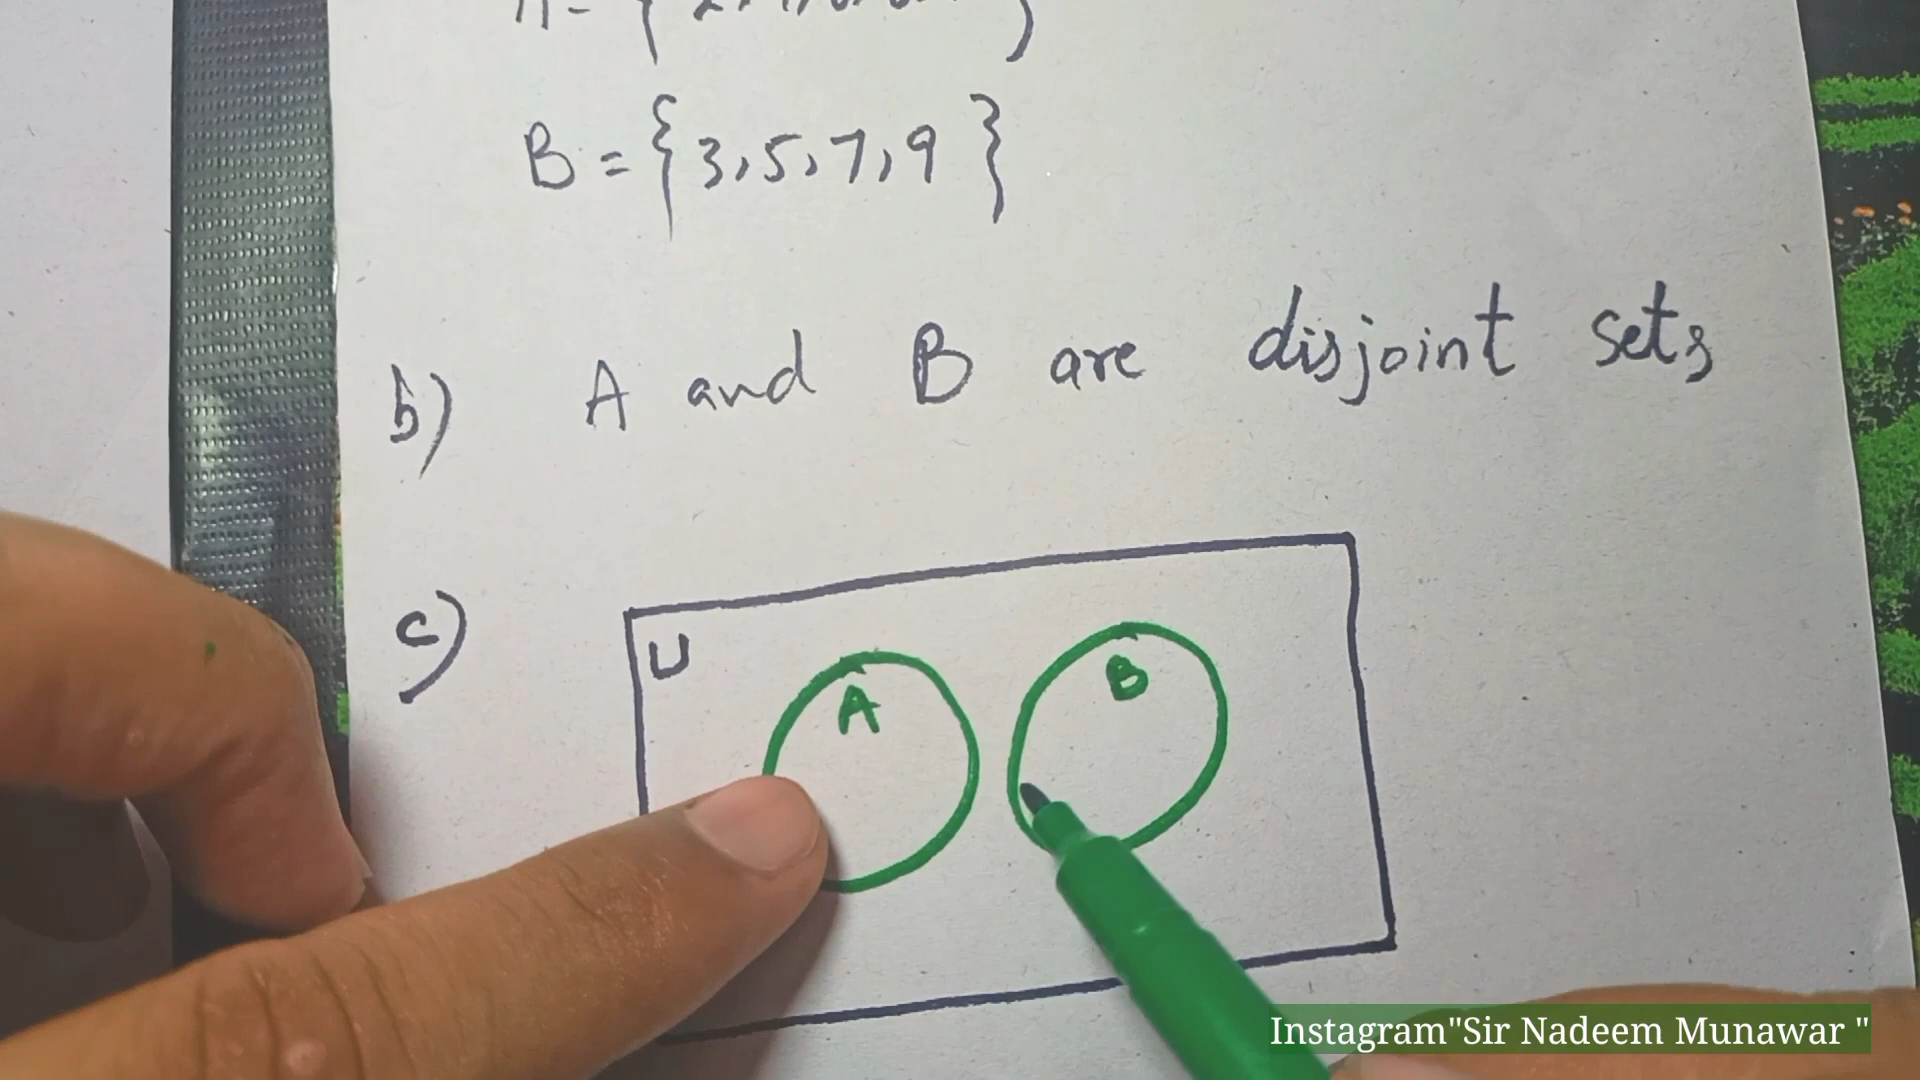 B = { 3, 5, 7, 9 }
b) A and B are disjoint sets
c)
U
A
B
Instagram"Sir Nadeem Munawar "